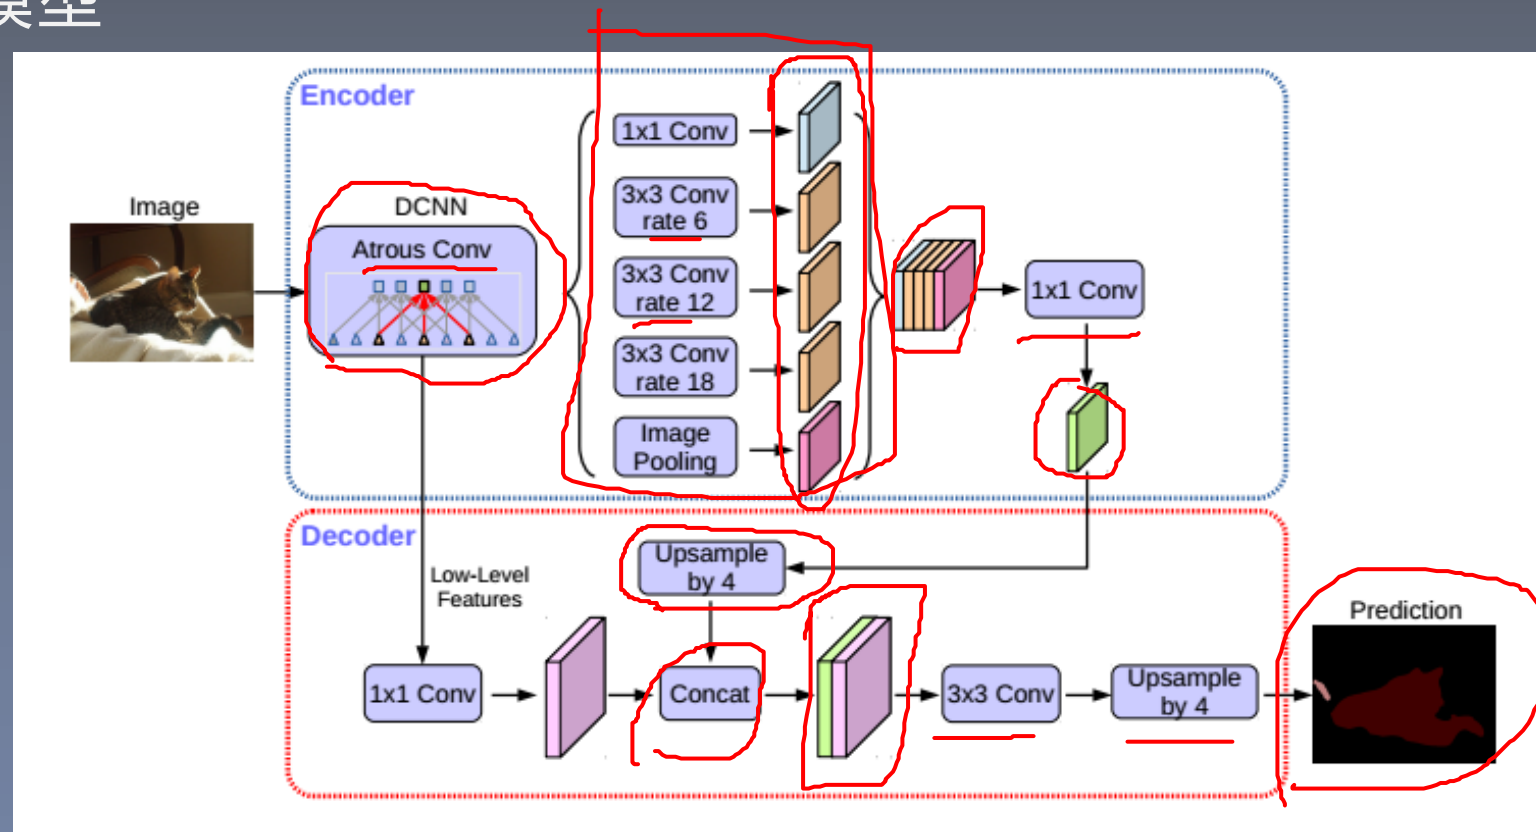 模型
Encoder
Image
DCNN
Atrous Conv
1x1 Conv
3x3 Conv
rate 6
3x3 Conv
rate 12
3x3 Conv
rate 18
Image
Pooling
1x1 Conv
Decoder
Low-Level
Features
Upsample
by 4
1x1 Conv
Concat
3x3 Conv
Upsample
by 4
Prediction